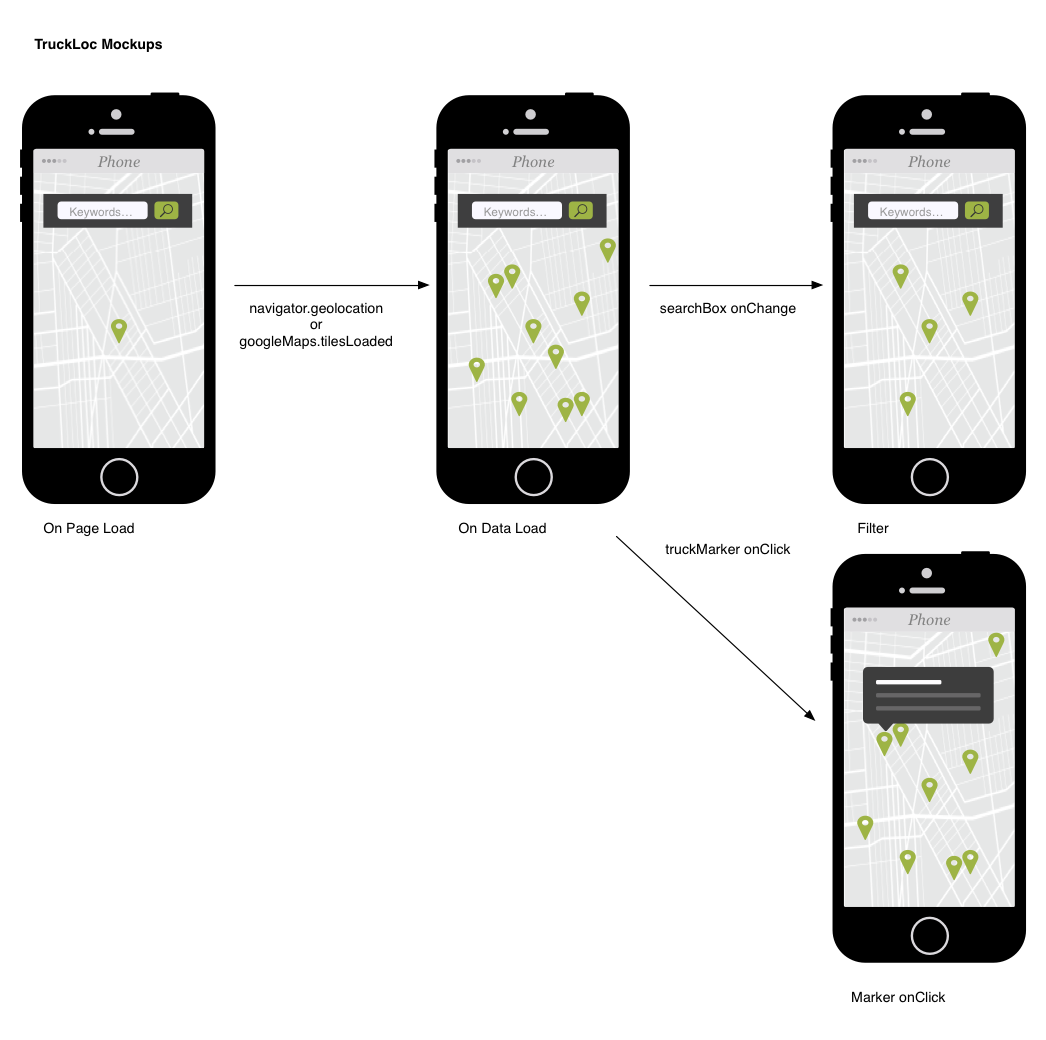 TruckLoc Mockups
Phone
Keywords...
navigator.geolocation
or
googleMaps.tilesLoaded
On Page Load
Phone
Keywords...
searchBox onChange
On Data Load
Phone
Keywords...
Filter
truckMarker onClick
Phone
Marker onClick